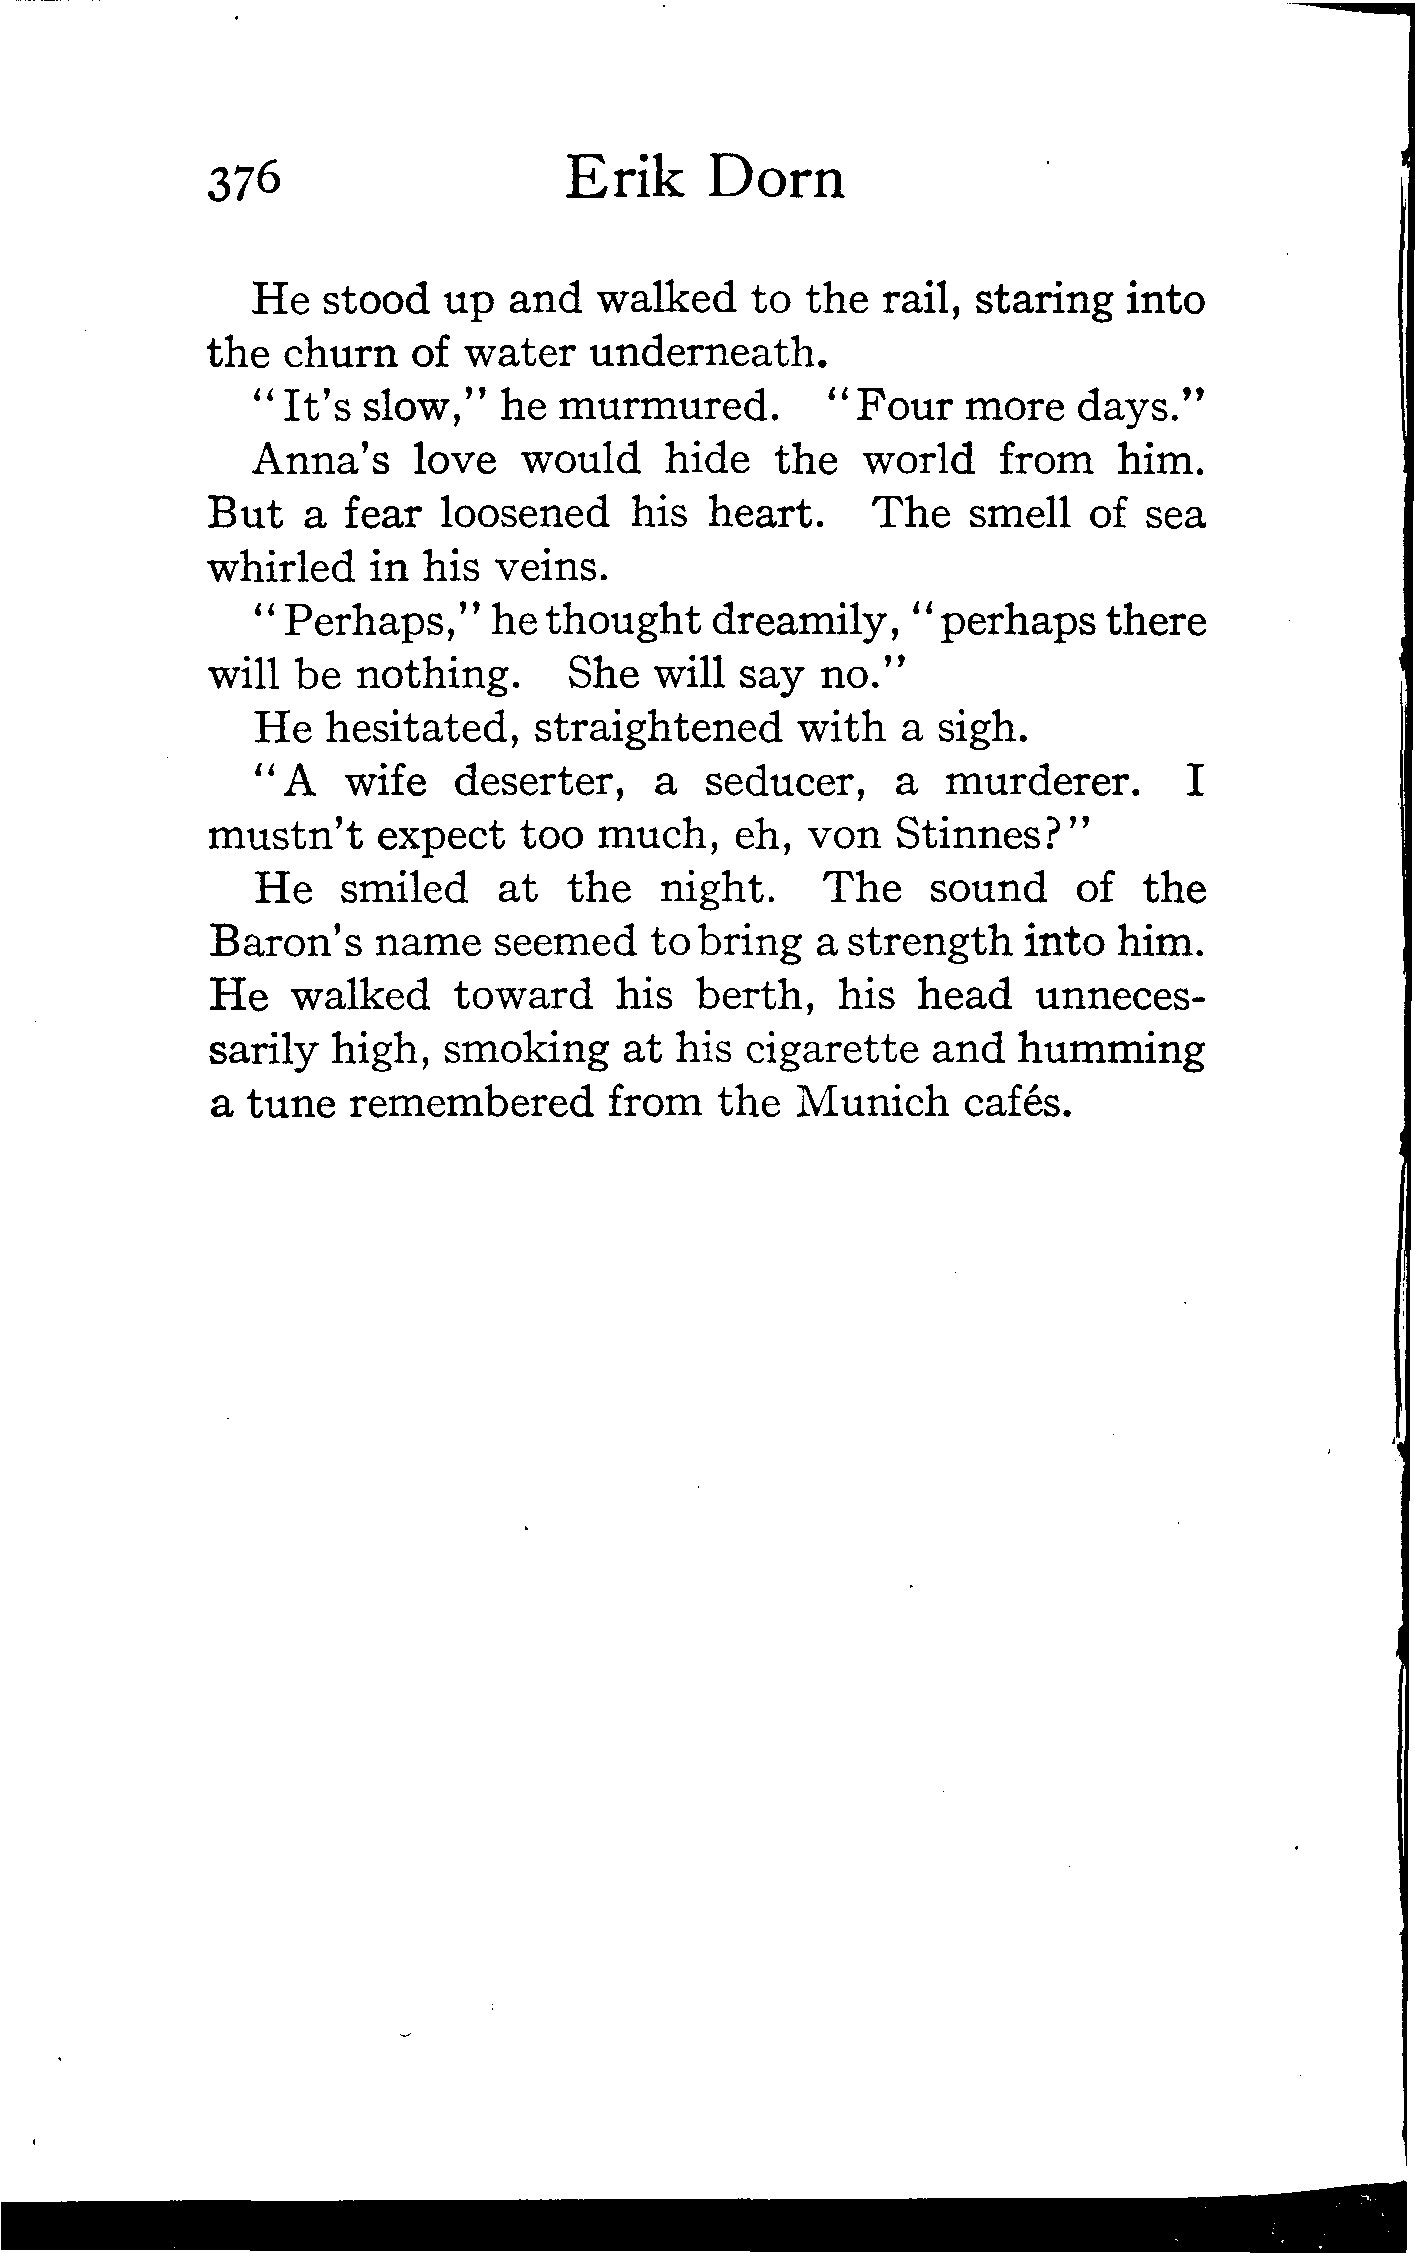 376 Erik Dorn
He stood up and walked to the rail, staring into
the churn of water underneath.
"It's slow," he murmured. "Four more days."
Anna's love would hide the world from him.
But a fear loosened his heart. The smell of sea
whirled in his veins.
"Perhaps," he thought dreamily, "perhaps there
will be nothing. She will say no."
He hesitated, straightened with a sigh.
"A wife deserter, a seducer, a murderer. I
mustn't expect too much, eh, von Stinnes?"
He smiled at the night. The sound of the
Baron's name seemed to bring a strength into him.
He walked toward his berth, his head unneces-
sarily high, smoking at his cigarette and humming
a tune remembered from the Munich cafés.